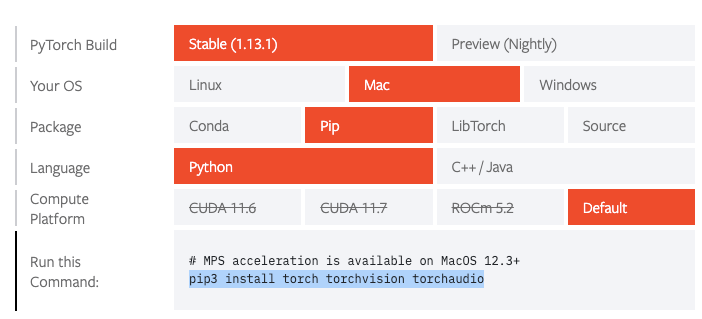 PyTorch Build Stable (1.13.1) Preview (Nightly)
Your OS Linux Mac Windows
Package Conda Pip LibTorch Source
Language Python C++ / Java
Compute
Platform CUDA 11.6 CUDA 11.7 ROCm 5.2 Default
Run this
Command:
# MPS acceleration is available on MacOS 12.3+
pip3 install torch torchvision torchaudio